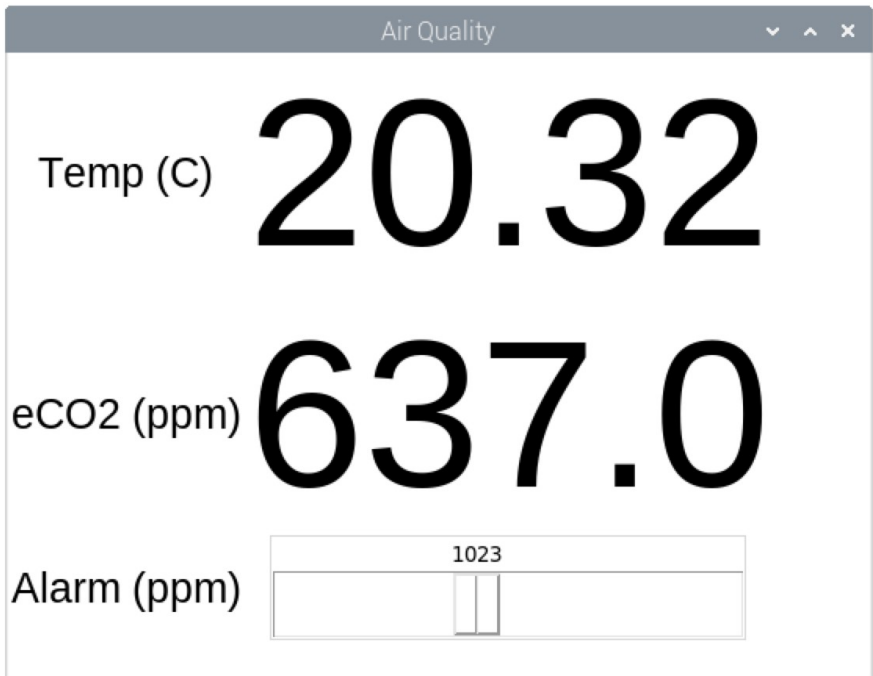 Air Quality
Temp (C) 20.32
eCO2 (ppm) 637.0
1023
Alarm (ppm)